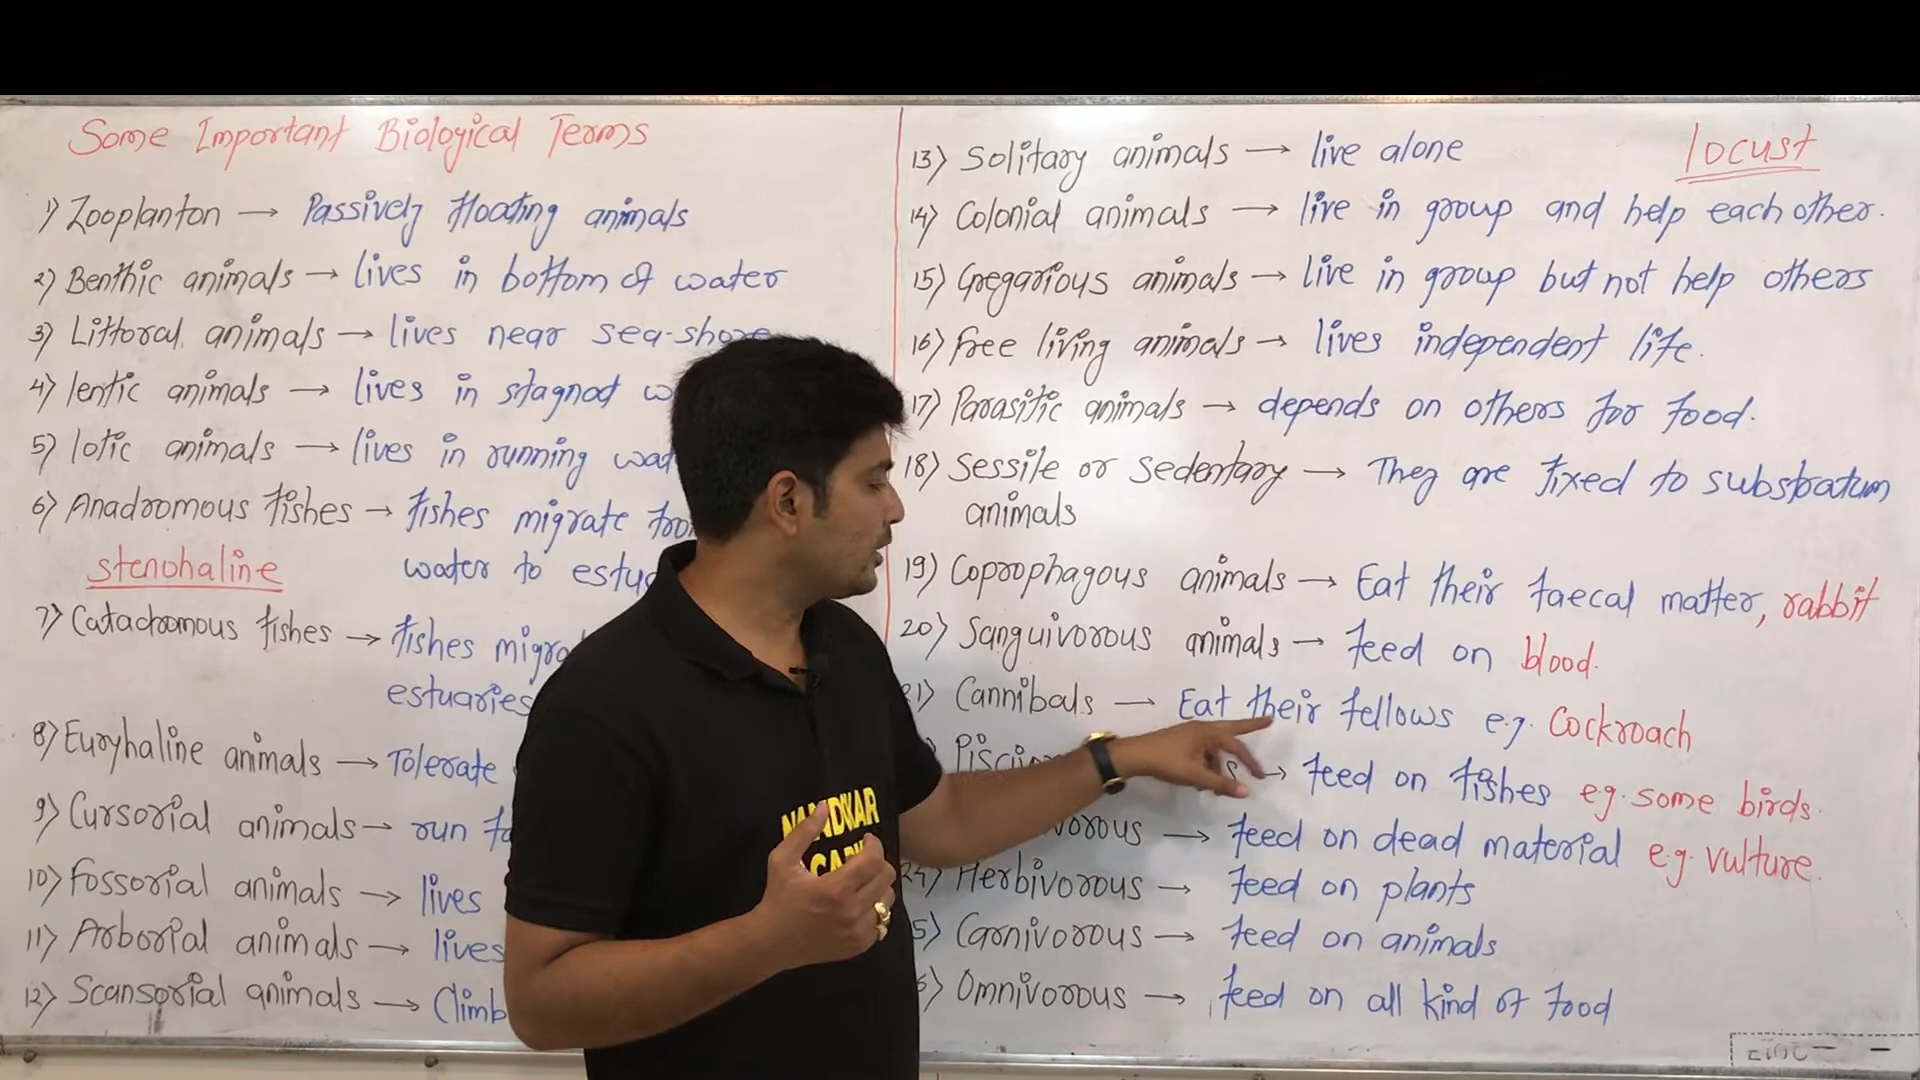 Some Important Biological Terms
1) Zooplanton → Passively floating animals
2) Benthic animals → lives in bottom of water
3) Littoral animals → lives near sea-shore
4) lentic animals → lives in stagnad
5) lotic animals → lives in running
6) Anadromous fishes → fishes migrate
water to
stenohaline
7) Catadromous fishes → fishes
estuaries
8) Euryhaline animals → Tolerate
9) Cursorial animals → run
10) Fossorial animals → lives
11) Arborial animals → lives
12) Scansorial animals → Climb
13) Solitary animals → live alone
locust
14) Colonial animals → live in group and help each other.
15) Gregarious animals → live in group but not help others
16) free living animals → lives independent life.
17) Parasitic animals → depends on others for food.
18) Sessile or sedentary → They are fixed to substratum
animals
19) Coprophagous animals → Eat their faecal matter, rabbit
20) Sanguivorous animals → feed on blood.
21) Cannibals → Eat their fellows e.g. Cockroach
→ feed on fishes e.g. some birds.
→ feed on dead material e.g. vulture.
24) Herbivorous → feed on plants
5) Carnivorous → feed on animals
6) Omnivorous → feed on all kind of food